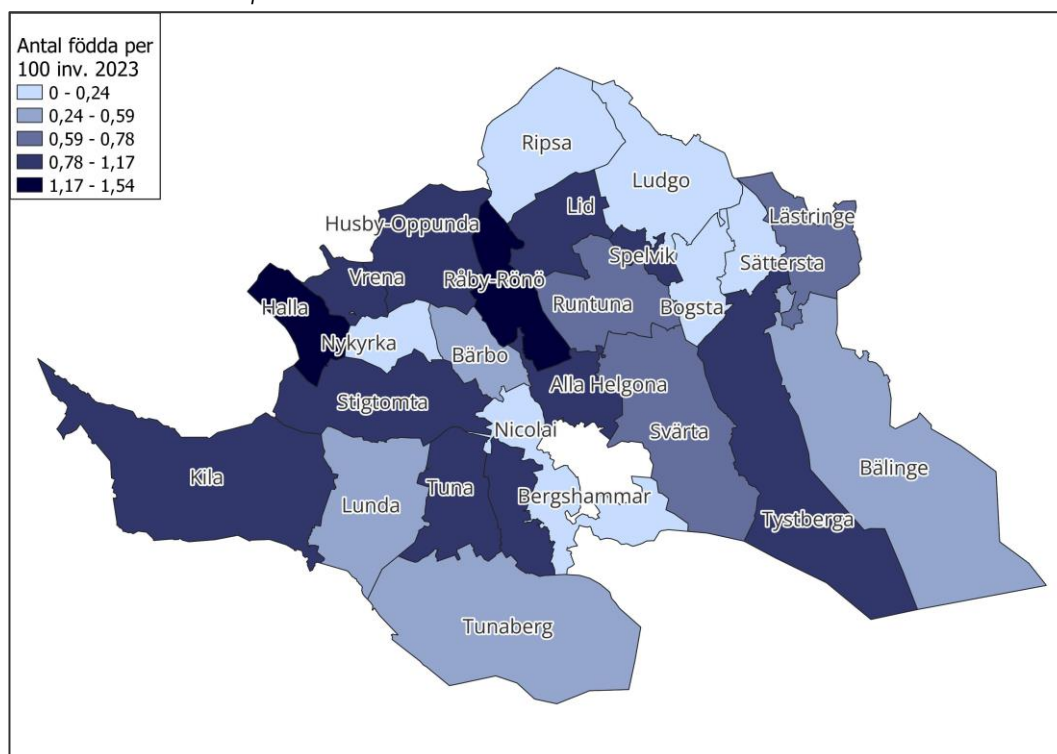 Antal födda per
100 inv. 2023
0 - 0,24
0,24 - 0,59
0,59 - 0,78
0,78 - 1,17
1,17 - 1,54
Ripsa
Ludgo
Lid
Lästringe
Husby-Oppunda
Spelvik
Sättersta
Vrena
Råby-Rönö
Runtuna
Bogsta
Halla
Nykyrka
Bärbo
Alla Helgona
Stigtomta
Nicolai
Svärta
Bälinge
Kila
Tuna
Bergshammar
Lunda
Tystberga
Tunaberg